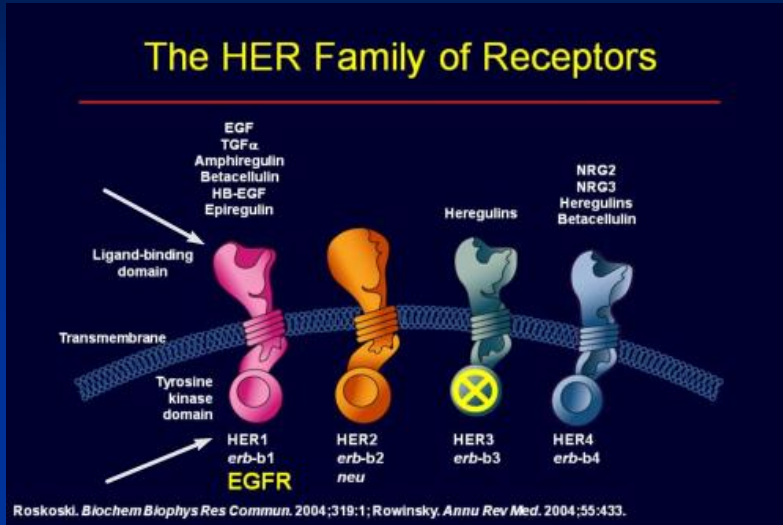 The HER Family of Receptors
EGF
TGFα
Amphiregulin
Betacellulin
HB-EGF
Epiregulin
Heregulins
NRG2
NRG3
Heregulins
Betacellulin
Ligand-binding
domain
Transmembrane
Tyrosine
kinase
domain
HER1
erb-b1
EGFR
HER2
erb-b2
neu
HER3
erb-b3
HER4
erb-b4
Roskoski. Biochem Biophys Res Commun. 2004;319:1; Rowinsky. Annu Rev Med. 2004;55:433.